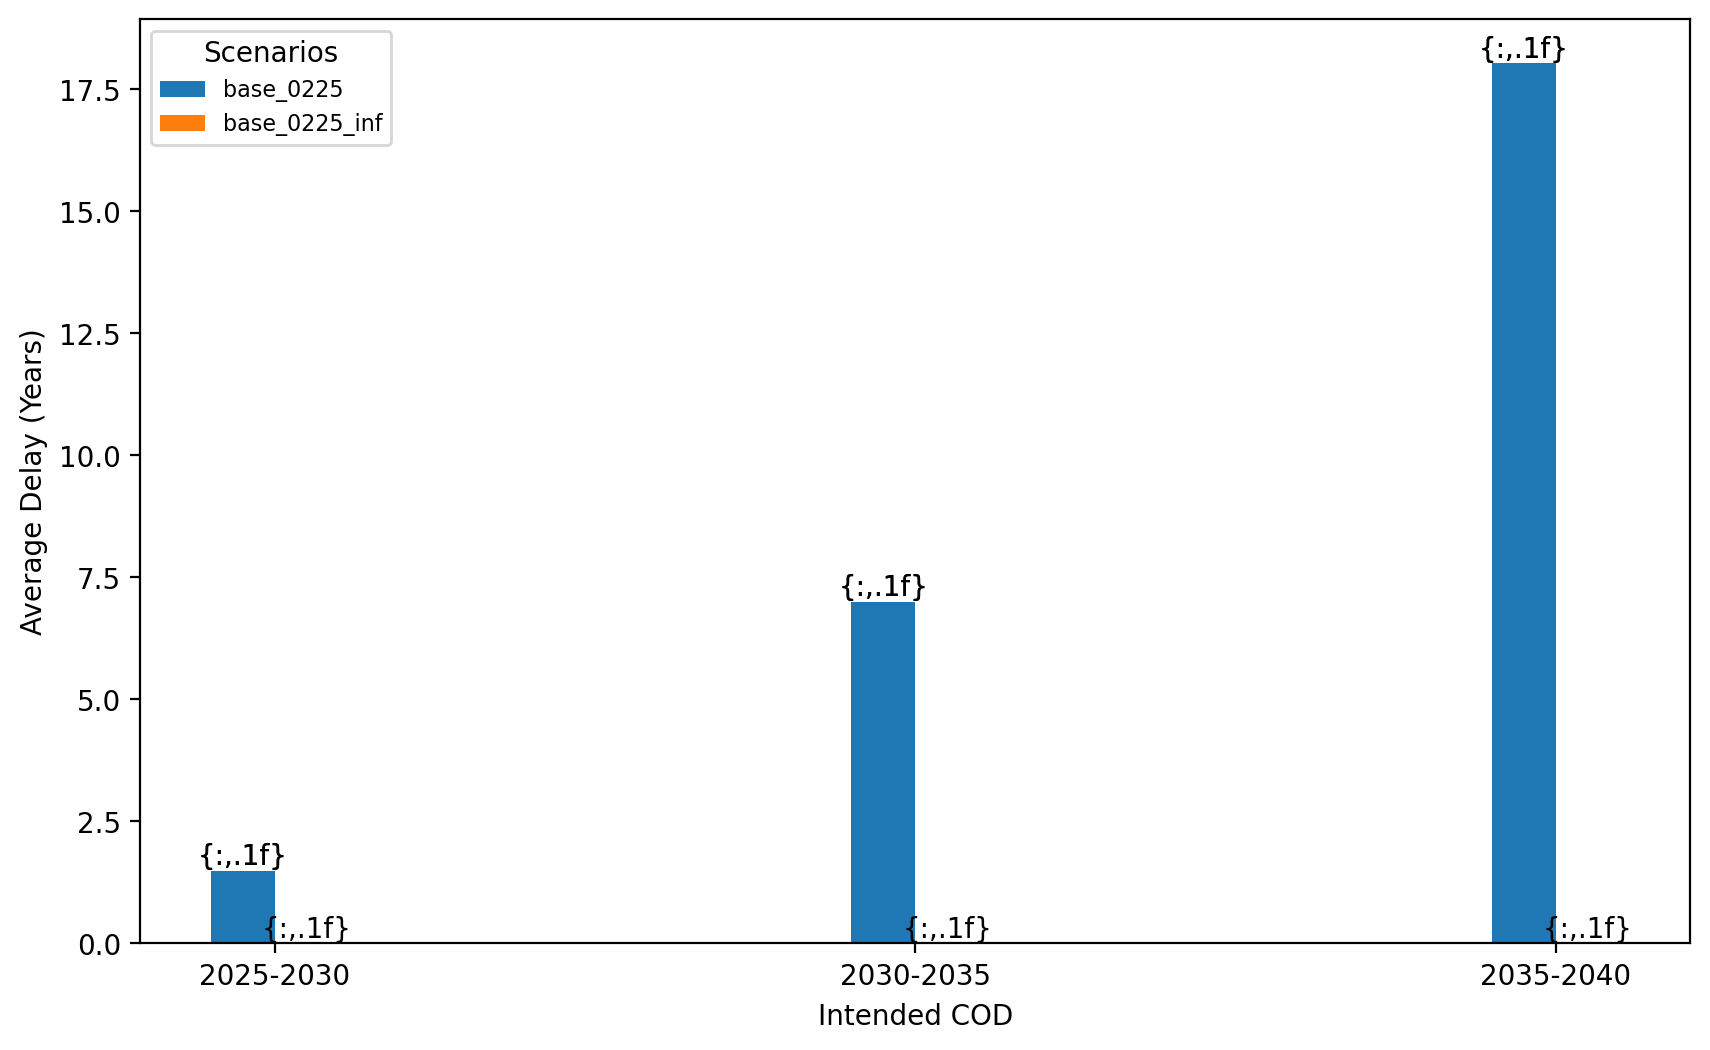 Scenarios
base_0225
base_0225_inf
17.5
15.0
12.5
10.0
7.5
5.0
2.5
0.0
Average Delay (Years)
{:,.1f}
{:,.1f}
{:,.1f}
{:,.1f}
{:,.1f}
{:,.1f}
2025-2030
2030-2035
2035-2040
Intended COD